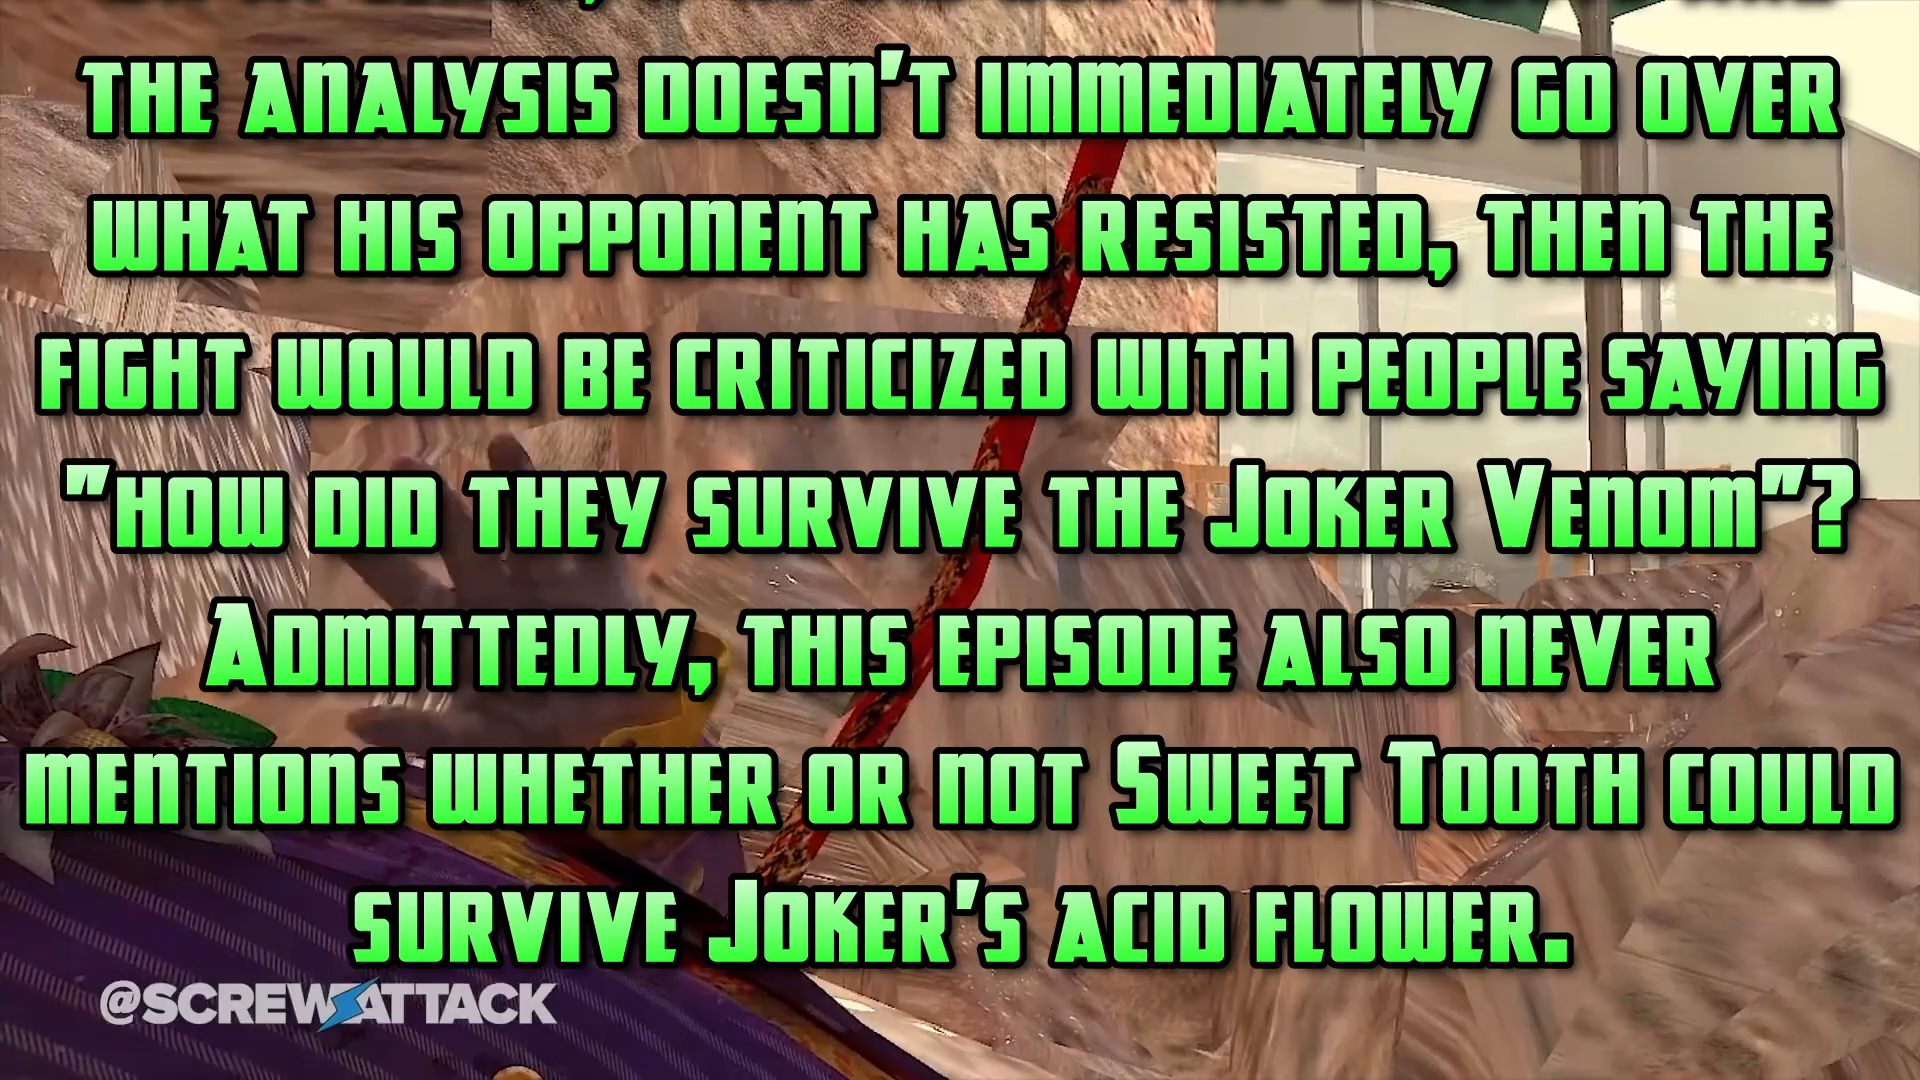 the analysis doesn't immediately go over
what his opponent has resisted, then the
fight would be criticized with people saying
"how did they survive the Joker Venom"?
Admittedly, this episode also never
mentions whether or not Sweet Tooth could
survive Joker's acid flower.
@SCREWATTACK